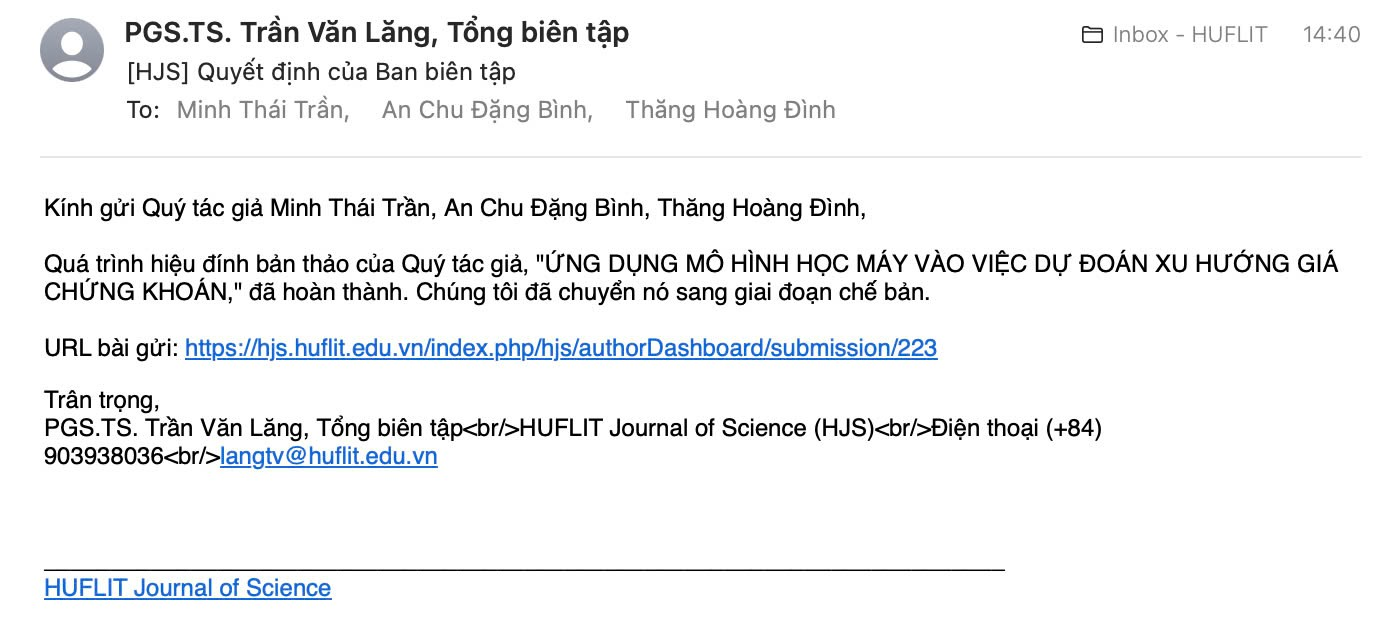 PGS.TS. Trần Văn Lăng, Tổng biên tập
Inbox - HUFLIT 14:40
[HJS] Quyết định của Ban biên tập
To: Minh Thái Trần, An Chu Đặng Bình, Thăng Hoàng Đình
Kính gửi Quý tác giả Minh Thái Trần, An Chu Đặng Bình, Thăng Hoàng Đình,
Quá trình hiệu đính bản thảo của Quý tác giả, "ỨNG DỤNG MÔ HÌNH HỌC MÁY VÀO VIỆC DỰ ĐOÁN XU HƯỚNG GIÁ
CHỨNG KHOÁN," đã hoàn thành. Chúng tôi đã chuyển nó sang giai đoạn chế bản.
URL bài gửi: https://hjs.huflit.edu.vn/index.php/hjs/authorDashboard/submission/223
Trân trọng,
PGS.TS. Trần Văn Lăng, Tổng biên tập<br/>HUFLIT Journal of Science (HJS)<br/>Điện thoại (+84)
903938036<br/>langtv@huflit.edu.vn
HUFLIT Journal of Science